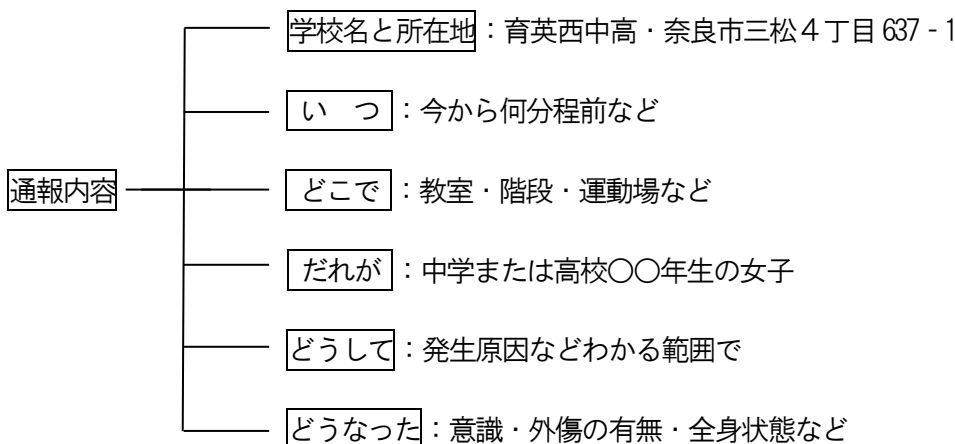 学校名と所在地：育英西中高・奈良市三松４丁目637‐1
い　つ：今から何分程前など
通報内容
どこで：教室・階段・運動場など
だれが：中学または高校〇〇年生の女子
どうして：発生原因などわかる範囲で
どうなった：意識・外傷の有無・全身状態など